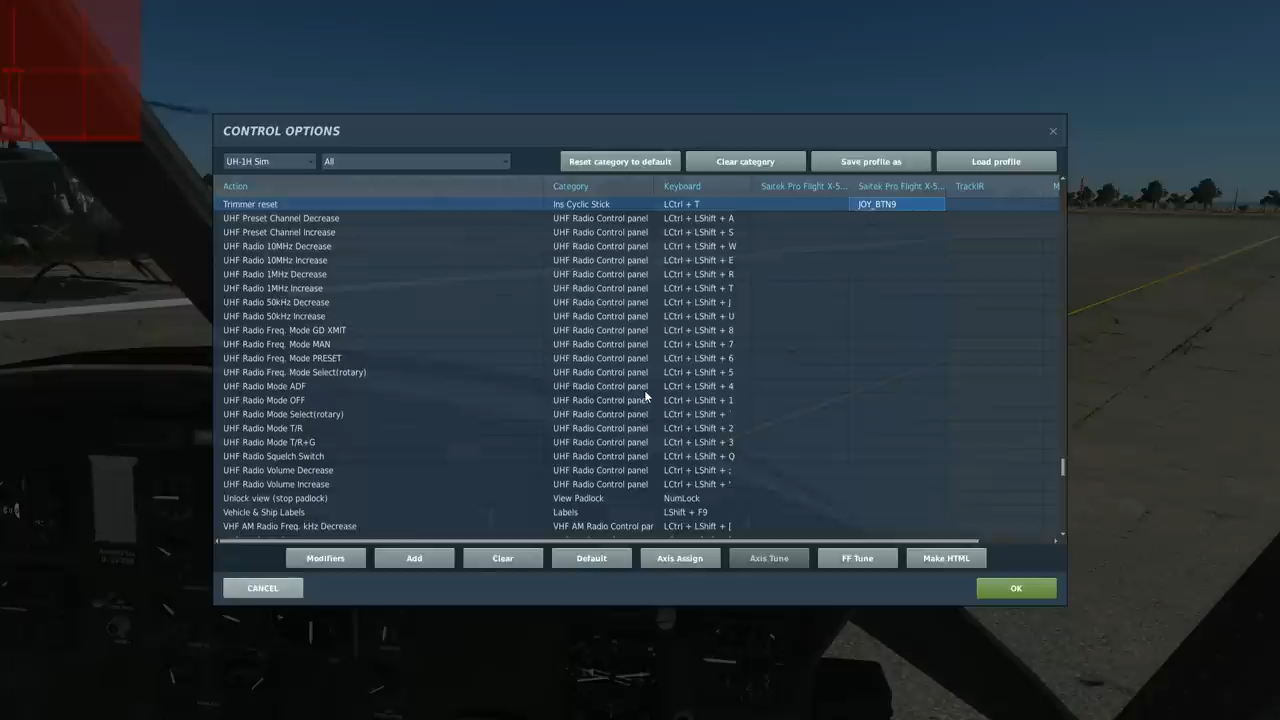 CONTROL OPTIONS
UH-1H Sim All Reset category to default Clear category Save profile as Load profile
Action Category Keyboard Saitek Pro Flight X-5... Saitek Pro Flight X-5... TrackIR M
Trimmer reset Ins Cyclic Stick LCtrl + T JOY_BTN9
UHF Preset Channel Decrease UHF Radio Control panel LCtrl + LShift + A
UHF Preset Channel Increase UHF Radio Control panel LCtrl + LShift + S
UHF Radio 10MHz Decrease UHF Radio Control panel LCtrl + LShift + W
UHF Radio 10MHz Increase UHF Radio Control panel LCtrl + LShift + E
UHF Radio 1MHz Decrease UHF Radio Control panel LCtrl + LShift + R
UHF Radio 1MHz Increase UHF Radio Control panel LCtrl + LShift + T
UHF Radio 50kHz Decrease UHF Radio Control panel LCtrl + LShift + J
UHF Radio 50kHz Increase UHF Radio Control panel LCtrl + LShift + U
UHF Radio Freq. Mode GD XMIT UHF Radio Control panel LCtrl + LShift + 8
UHF Radio Freq. Mode MAN UHF Radio Control panel LCtrl + LShift + 7
UHF Radio Freq. Mode PRESET UHF Radio Control panel LCtrl + LShift + 6
UHF Radio Freq. Mode Select(rotary) UHF Radio Control panel LCtrl + LShift + 5
UHF Radio Mode ADF UHF Radio Control panel LCtrl + LShift + 4
UHF Radio Mode OFF UHF Radio Control panel LCtrl + LShift + 1
UHF Radio Mode Select(rotary) UHF Radio Control panel LCtrl + LShift + `
UHF Radio Mode T/R UHF Radio Control panel LCtrl + LShift + 2
UHF Radio Mode T/R+G UHF Radio Control panel LCtrl + LShift + 3
UHF Radio Squelch Switch UHF Radio Control panel LCtrl + LShift + Q
UHF Radio Volume Decrease UHF Radio Control panel LCtrl + LShift + ;
UHF Radio Volume Increase UHF Radio Control panel LCtrl + LShift + '
Unlock view (stop padlock) View Padlock NumLock
Vehicle & Ship Labels Labels LShift + F9
VHF AM Radio Freq. kHz Decrease VHF AM Radio Control par LCtrl + LShift + [
Modifiers Add Clear Default Axis Assign Axis Tune FF Tune Make HTML
CANCEL OK